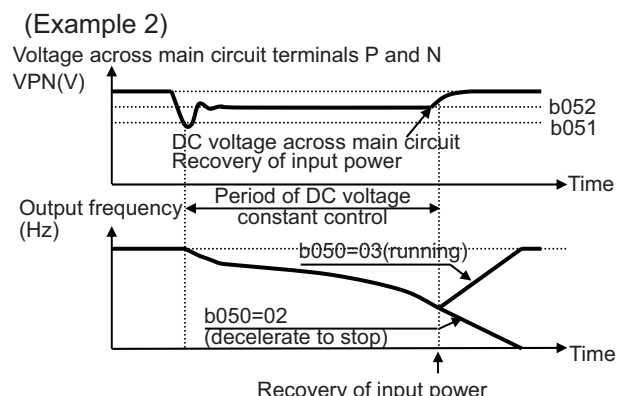 (Example 2)
Voltage across main circuit terminals P and N
VPN(V)
b052
b051
DC voltage across main circuit
Recovery of input power
Time
Output frequency
(Hz)
Period of DC voltage
constant control
b050=03(running)
b050=02
(decelerate to stop)
Time
Recovery of input power